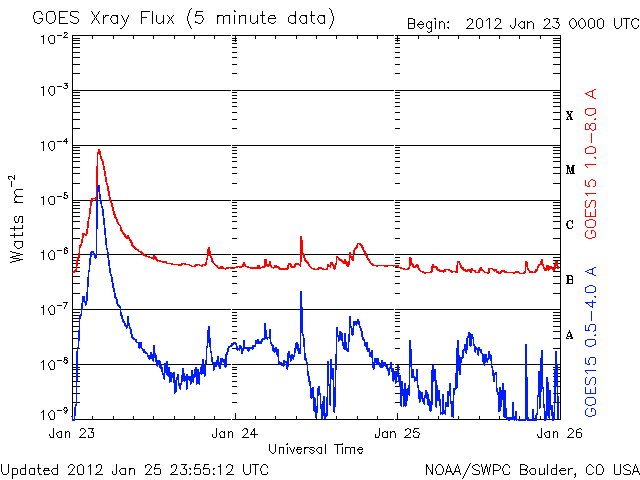 GOES Xray Flux (5 minute data)
Begin: 2012 Jan 23 0000 UTC
10⁻²
10⁻³
10⁻⁴
10⁻⁵
10⁻⁶
10⁻⁷
10⁻⁸
10⁻⁹
Watts m⁻²
X
M
C
B
A
GOES15 1.0–8.0 A
GOES15 0.5–4.0 A
Jan 23
Jan 24
Jan 25
Jan 26
Universal Time
Updated 2012 Jan 25 23:55:12 UTC
NOAA/SWPC Boulder, CO USA